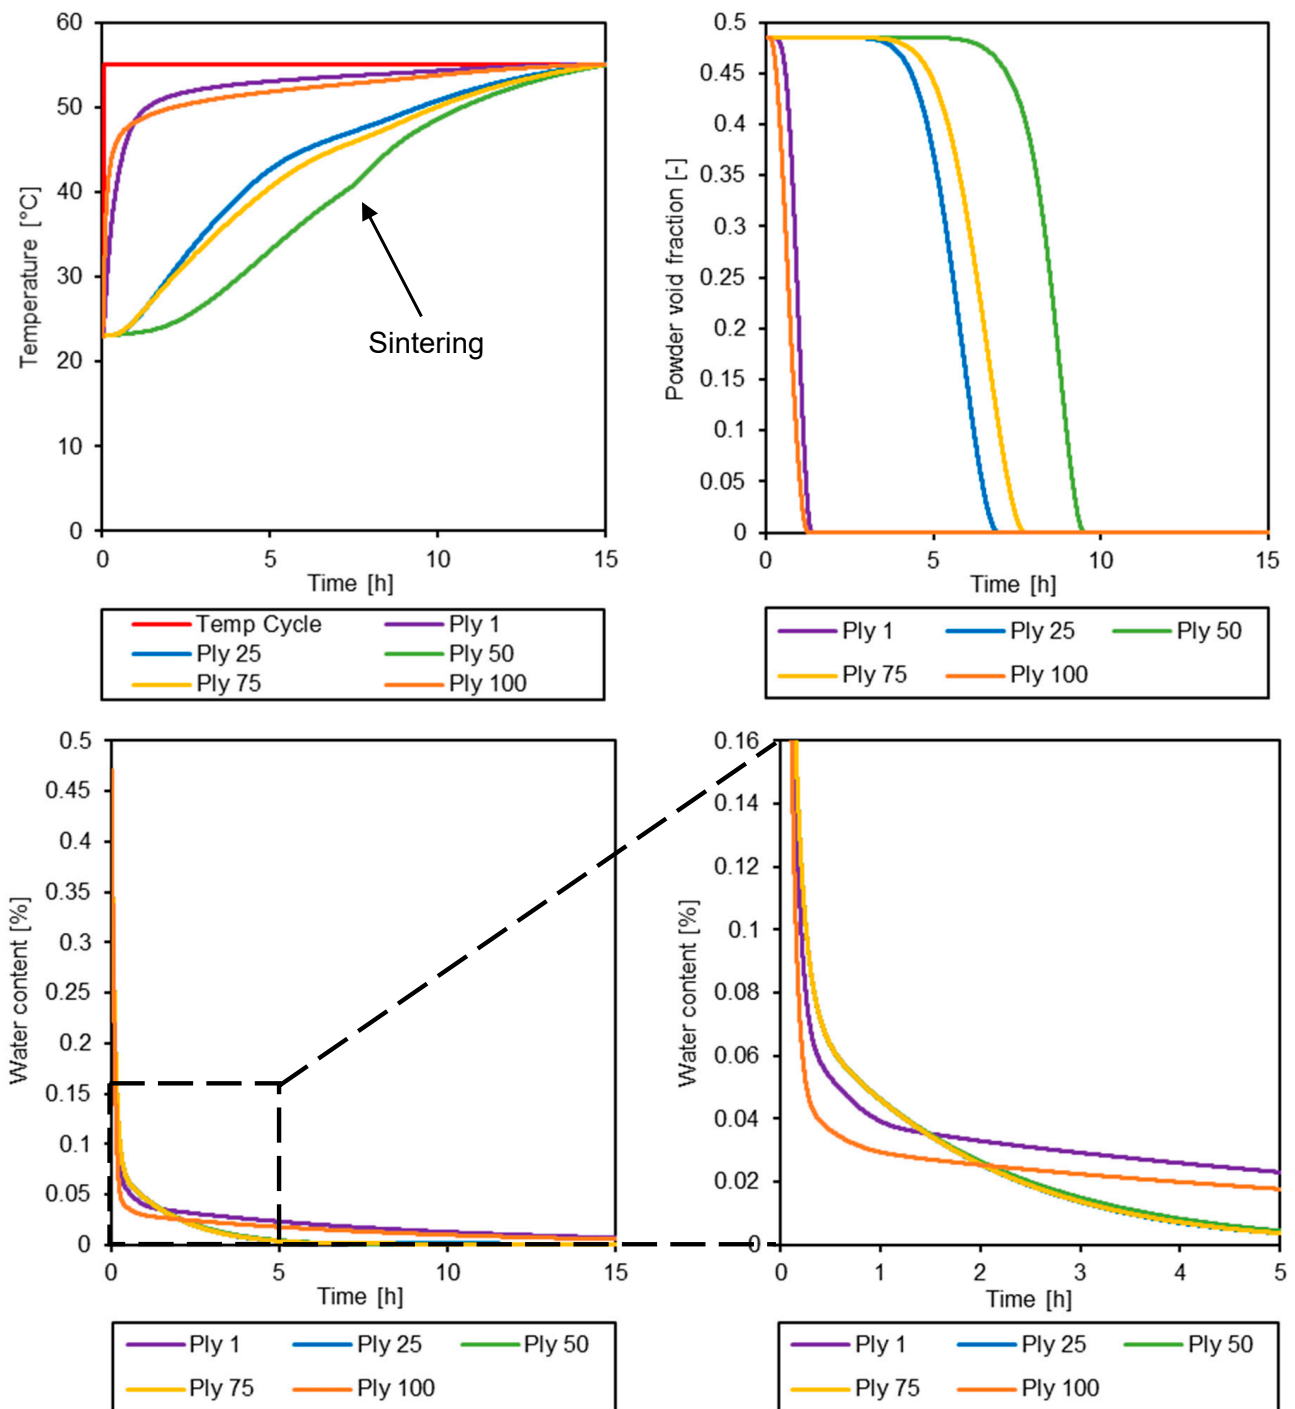 60
50
40
30
20
10
0
Temperature [°C]
0 5 10 15
Time [h]
Sintering
Temp Cycle Ply 1
Ply 25 Ply 50
Ply 75 Ply 100
0.5
0.45
0.4
0.35
0.3
0.25
0.2
0.15
0.1
0.05
0
Powder void fraction [-]
0 5 10 15
Time [h]
Ply 1 Ply 25 Ply 50
Ply 75 Ply 100
0.5
0.45
0.4
0.35
0.3
0.25
0.2
0.15
0.1
0.05
0
Water content [%]
0 5 10 15
Time [h]
Ply 1 Ply 25 Ply 50
Ply 75 Ply 100
0.16
0.14
0.12
0.1
0.08
0.06
0.04
0.02
0
Water content [%]
0 1 2 3 4 5
Time [h]
Ply 1 Ply 25 Ply 50
Ply 75 Ply 100